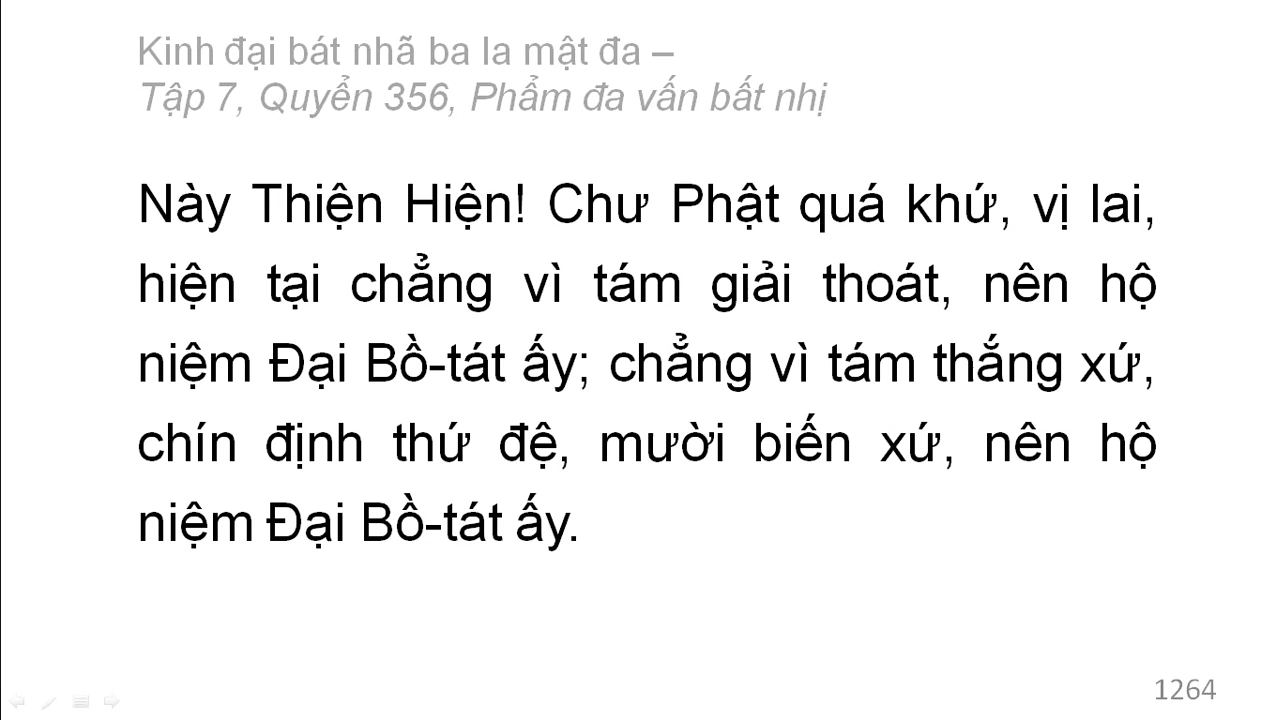 Kinh đại bát nhã ba la mật đa –
Tập 7, Quyển 356, Phẩm đa vấn bất nhị
Này Thiện Hiện! Chư Phật quá khứ, vị lai,
hiện tại chẳng vì tám giải thoát, nên hộ
niệm Đại Bồ-tát ấy; chẳng vì tám thắng xứ,
chín định thứ đệ, mười biến xứ, nên hộ
niệm Đại Bồ-tát ấy.
1264